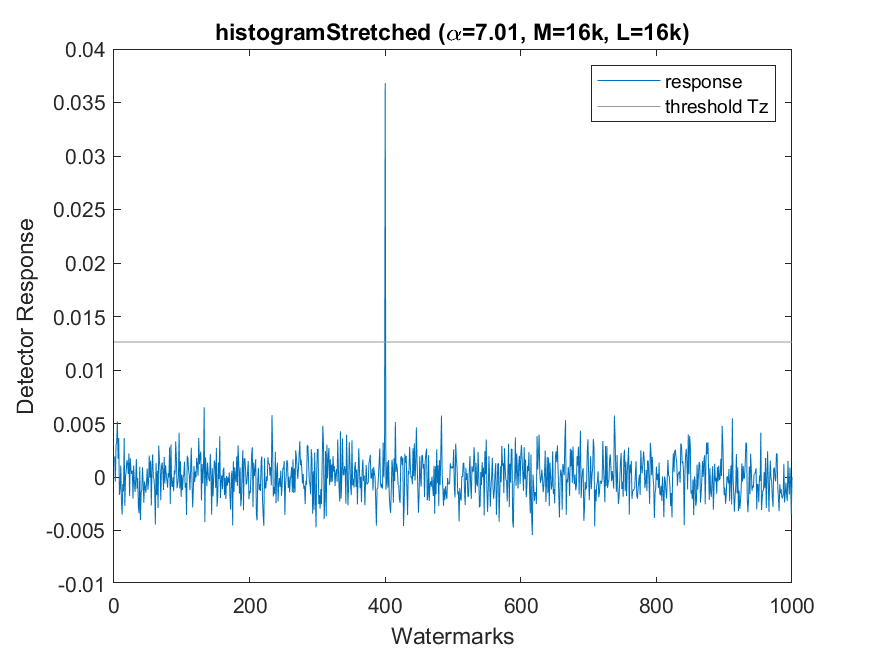 histogramStretched (α=7.01, M=16k, L=16k)
0.04
0.035
0.03
0.025
0.02
0.015
0.01
0.005
0
-0.005
-0.01
Detector Response
response
threshold Tz
0 200 400 600 800 1000
Watermarks